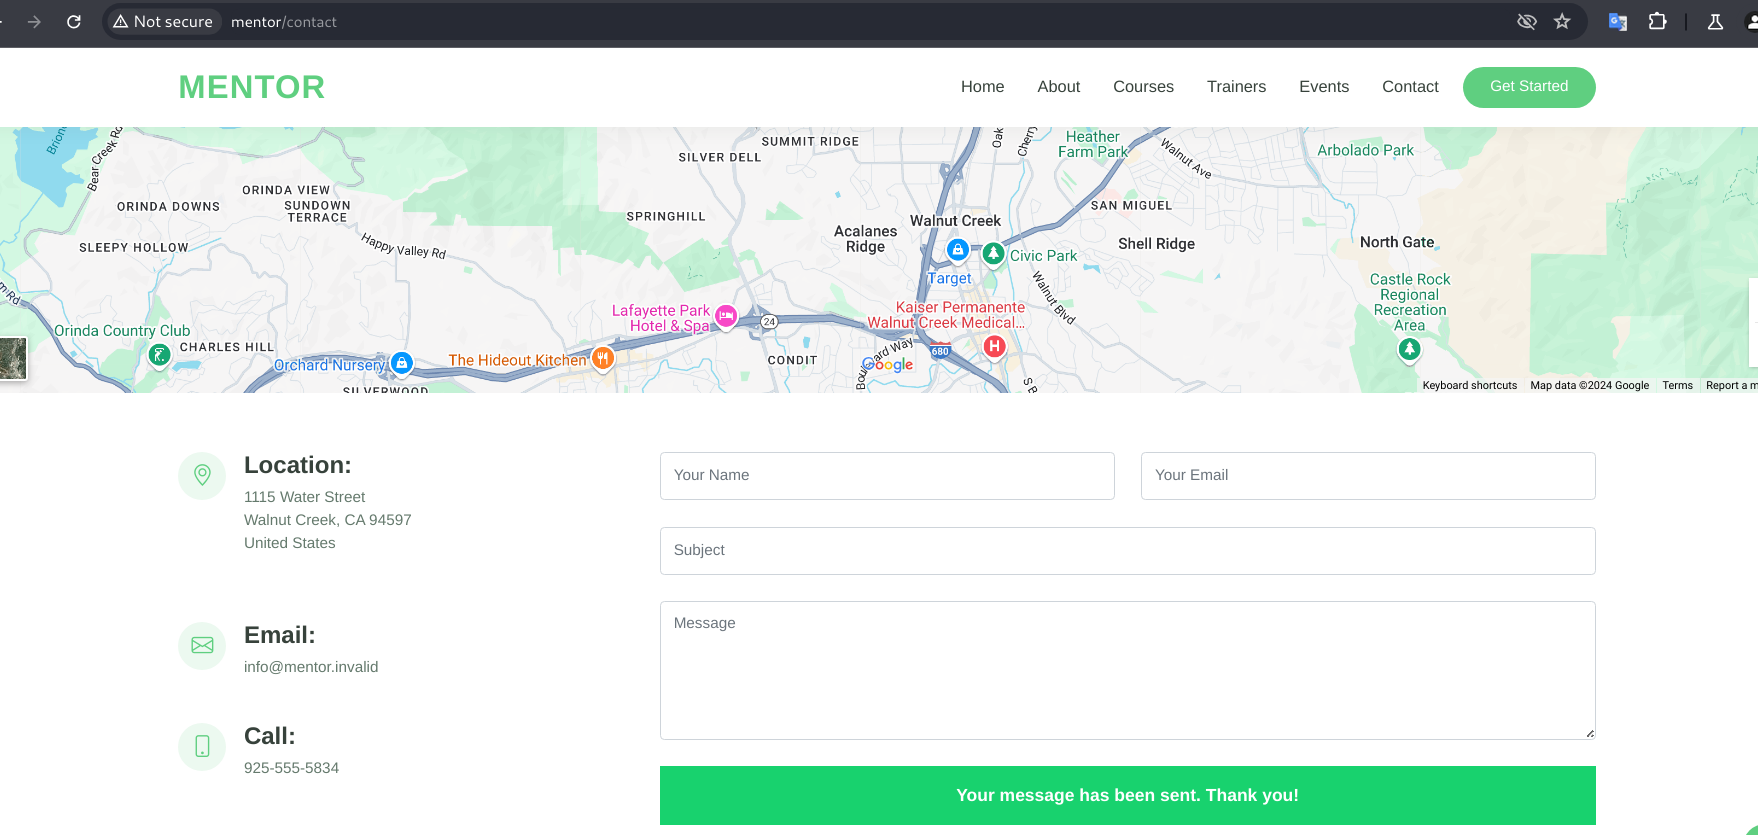 Not secure
mentor/contact
MENTOR
Home
About
Courses
Trainers
Events
Contact
Get Started
Bear Creek Rd
SUMMIT RIDGE
SILVER DELL
Oak
Cherry
Heather
Farm Park
Walnut Ave
Arbolado Park
ORINDA VIEW
SUNDOWN
TERRACE
ORINDA DOWNS
SPRINGHILL
SAN MIGUEL
Walnut Creek
Acalanes
Ridge
SLEEPY HOLLOW
Happy Valley Rd
Shell Ridge
North Gate
Civic Park
Target
Walnut Blvd
Castle Rock
Regional
Recreation
Area
Lafayette Park
Hotel & Spa
24
Kaiser Permanente
Walnut Creek Medical...
Orinda Country Club
CHARLES HILL
Orchard Nursery
The Hideout Kitchen
CONDIT
680
H
Google
SILVERWOOD
Keyboard shortcuts
Map data ©2024 Google
Terms
Report a m
Location:
1115 Water Street
Walnut Creek, CA 94597
United States
Your Name
Your Email
Subject
Message
Email:
info@mentor.invalid
Call:
925-555-5834
Your message has been sent. Thank you!